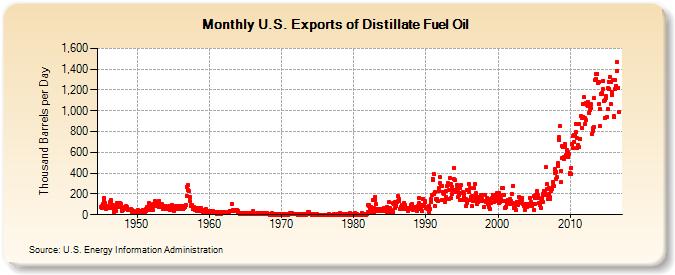 Monthly U.S. Exports of Distillate Fuel Oil
Thousand Barrels per Day
1,600
1,400
1,200
1,000
800
600
400
200
0
1950 1960 1970 1980 1990 2000 2010
Source: U.S. Energy Information Administration